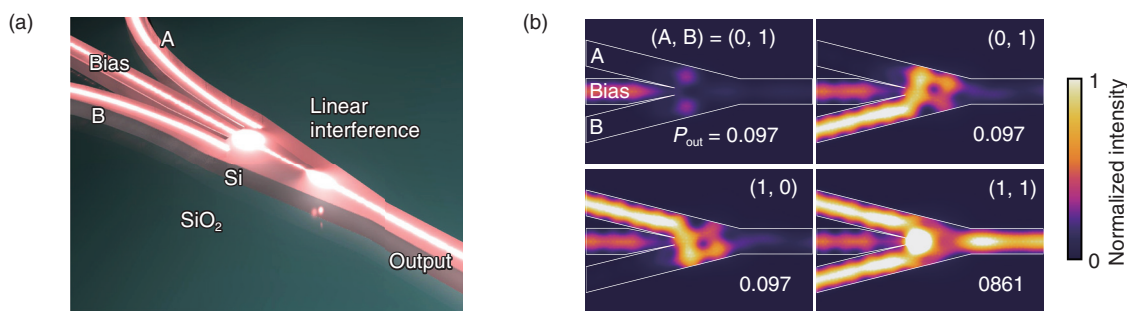 (a)
A
Bias
B
Linear
interference
Si
SiO₂
Output
(b)
(A, B) = (0, 1)
A
Bias
B
Pout = 0.097
(0, 1)
0.097
(1, 0)
0.097
(1, 1)
0861
1
0
Normalized intensity